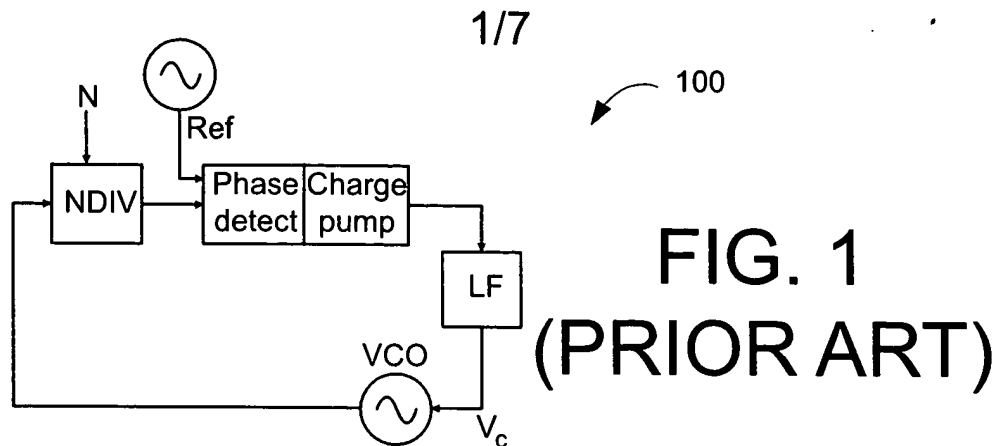 1/7
100
N
Ref
NDIV
Phase
detect
Charge
pump
LF
VCO
Vc
FIG. 1
(PRIOR ART)